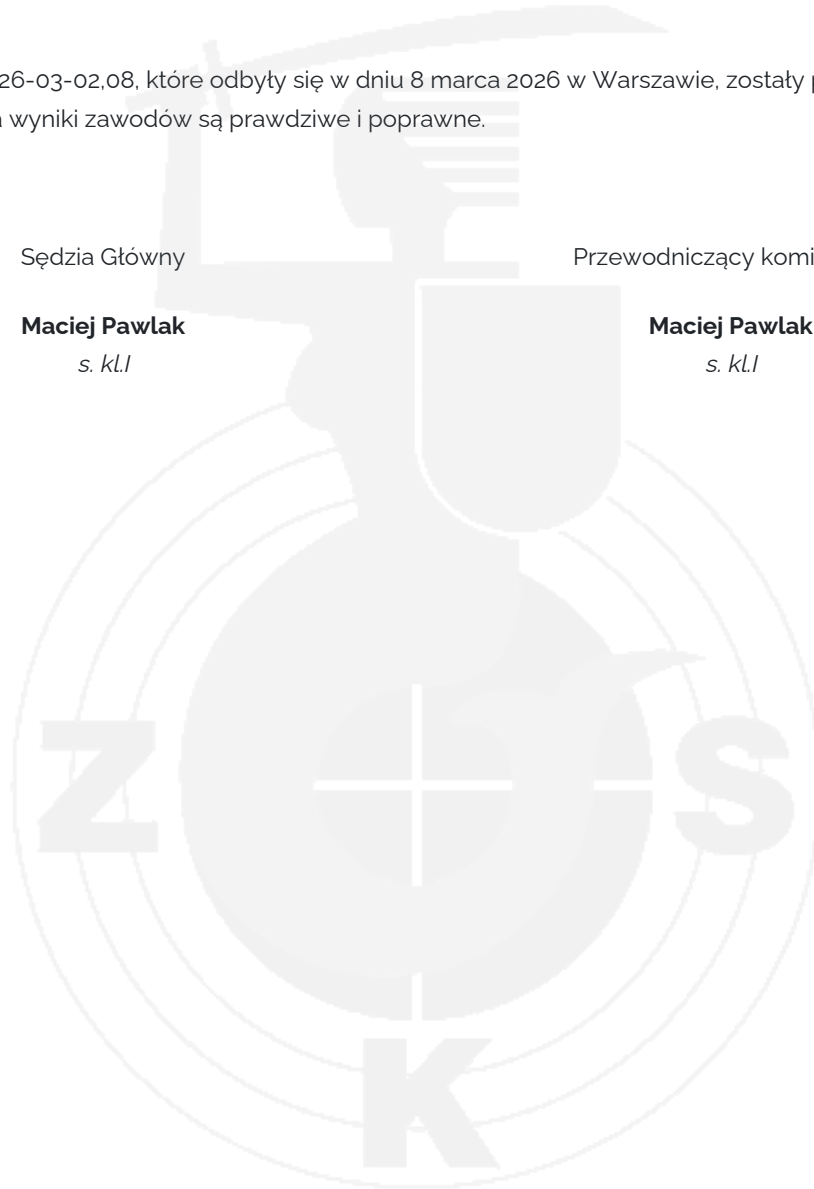 26-03-02,08, które odbyły się w dniu 8 marca 2026 w Warszawie, zostały
wyniki zawodów są prawdziwe i poprawne.
Sędzia Główny
Przewodniczący komi
Maciej Pawlak
Maciej Pawlak
s. kl.I
s. kl.I
Z
S
K